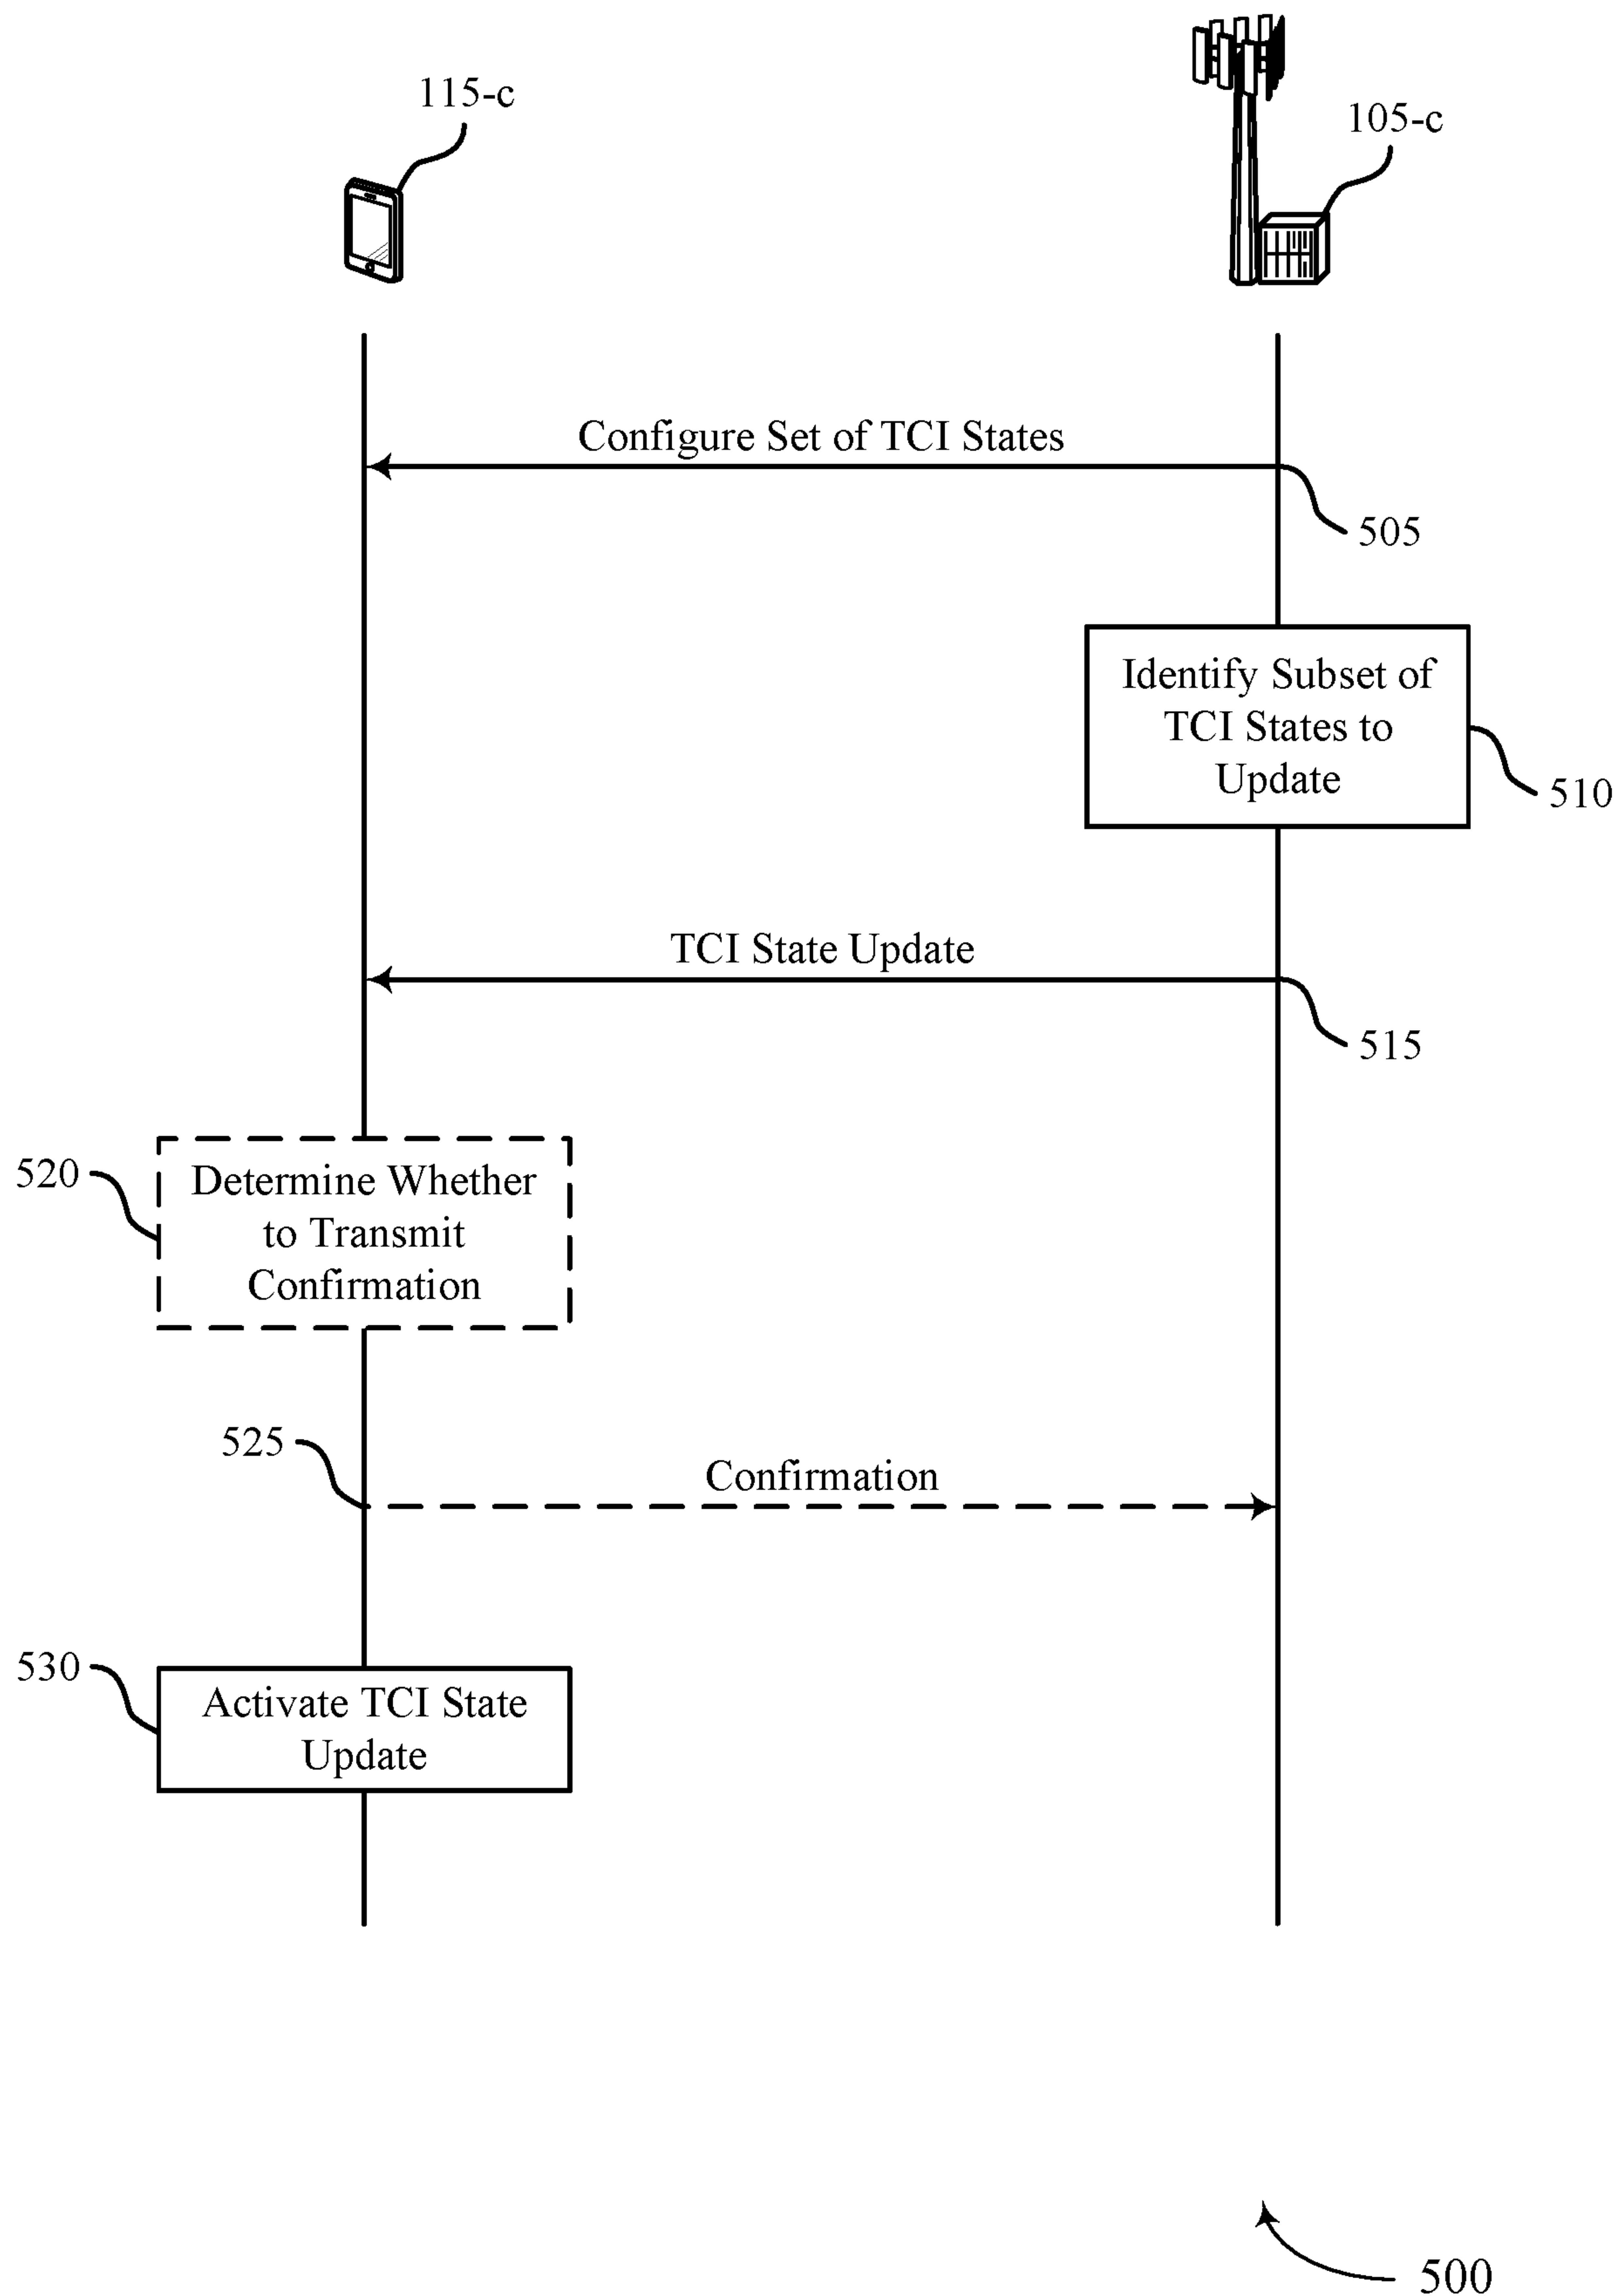 115-c
105-c
Configure Set of TCI States
505
Identify Subset of
TCI States to
Update
510
TCI State Update
515
520
Determine Whether
to Transmit
Confirmation
525
Confirmation
530
Activate TCI State
Update
500